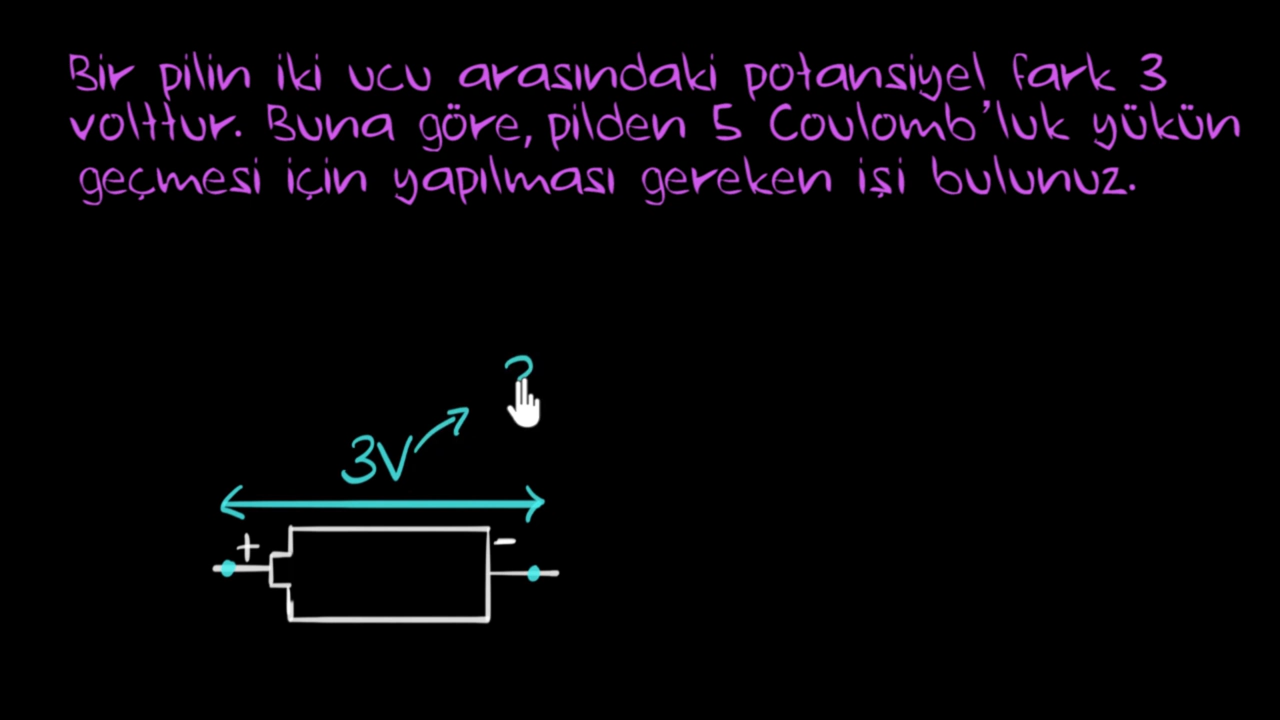 Bir pilin iki ucu arasındaki potansiyel fark 3
volttur. Buna göre, pilden 5 Coulomb'luk yükün
geçmesi için yapılması gereken işi bulunuz.
?
3V
+ -